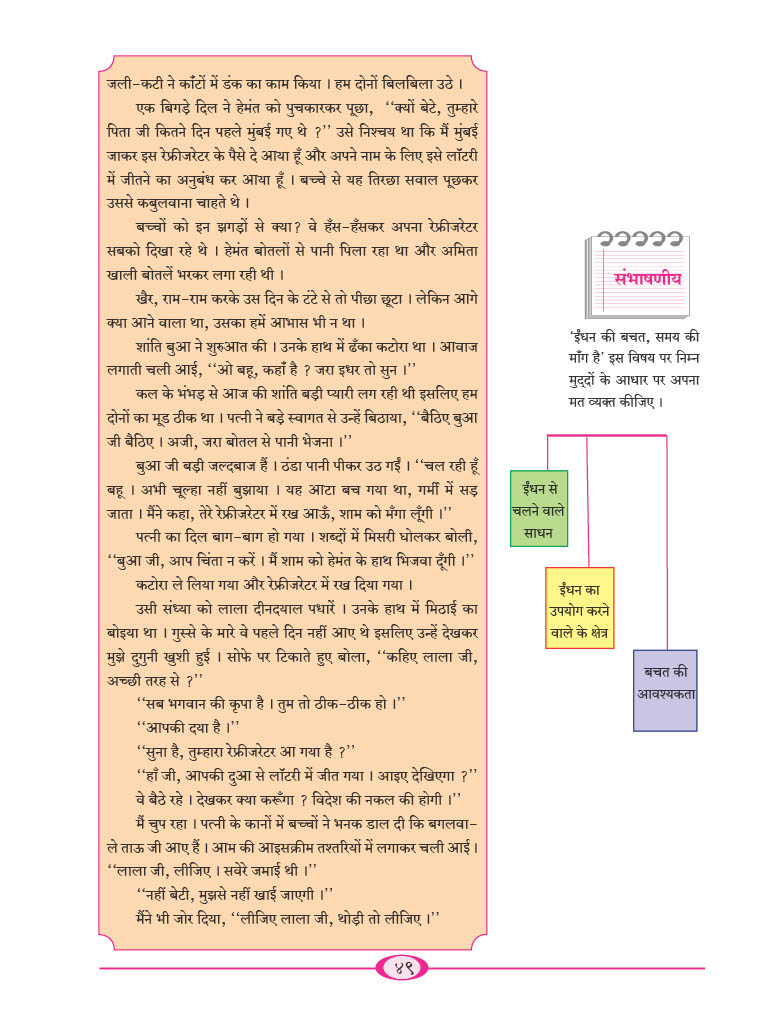 जली-कटी ने काँटों में डंक का काम किया । हम दोनों बिलबिला उठे ।
एक बिगड़े दिल ने हेमंत को पुचकारकर पूछा, ‘‘क्यों बेटे, तुम्हारे
पिता जी कितने दिन पहले मुंबई गए थे ?’’ उसे निश्चय था कि मैं मुंबई
जाकर इस रेफ्रीजरेटर के पैसे दे आया हूँ और अपने नाम के लिए इसे लॉटरी
में जीतने का अनुबंध कर आया हूँ । बच्चे से यह तिरछा सवाल पूछकर
उससे कबुलवाना चाहते थे ।
बच्चों को इन झगड़ों से क्या? वे हँस-हँसकर अपना रेफ्रीजरेटर
सबको दिखा रहे थे । हेमंत बोतलों से पानी पिला रहा था और अमिता
खाली बोतलें भरकर लगा रही थी ।
खैर, राम-राम करके उस दिन के टंटे से तो पीछा छूटा । लेकिन आगे
क्या आने वाला था, उसका हमें आभास भी न था ।
शांति बुआ ने शुरुआत की । उनके हाथ में ढँका कटोरा था । आवाज
लगाती चली आई, ‘‘ओ बहू, कहाँ है ? जरा इधर तो सुन ।’’
कल के भंभड़ से आज की शांति बड़ी प्यारी लग रही थी इसलिए हम
दोनों का मूड ठीक था । पत्नी ने बड़े स्वागत से उन्हें बिठाया, ‘‘बैठिए बुआ
जी बैठिए । अजी, जरा बोतल से पानी भेजना ।’’
बुआ जी बड़ी जल्दबाज हैं । ठंडा पानी पीकर उठ गईं । ‘‘चल रही हूँ
बहू । अभी चूल्हा नहीं बुझाया । यह आटा बच गया था, गर्मी में सड़
जाता । मैंने कहा, तेरे रेफ्रीजरेटर में रख आऊँ, शाम को मँगा लूँगी ।’’
पत्नी का दिल बाग-बाग हो गया । शब्दों में मिसरी घोलकर बोली,
‘‘बुआ जी, आप चिंता न करें । मैं शाम को हेमंत के हाथ भिजवा दूँगी ।’’
कटोरा ले लिया गया और रेफ्रीजरेटर में रख दिया गया ।
उसी संध्या को लाला दीनदयाल पधारें । उनके हाथ में मिठाई का
बोइया था । गुस्से के मारे वे पहले दिन नहीं आए थे इसलिए उन्हें देखकर
मुझे दुगुनी खुशी हुई । सोफे पर टिकाते हुए बोला, ‘‘कहिए लाला जी,
अच्छी तरह से ?’’
‘‘सब भगवान की कृपा है । तुम तो ठीक-ठीक हो ।’’
‘‘आपकी दया है ।’’
‘‘सुना है, तुम्हारा रेफ्रीजरेटर आ गया है ?’’
‘‘हाँ जी, आपकी दुआ से लॉटरी में जीत गया । आइए देखिएगा ?’’
वे बैठे रहे । देखकर क्या करूँगा ? विदेश की नकल की होगी ।’’
मैं चुप रहा । पत्नी के कानों में बच्चों ने भनक डाल दी कि बगलवा-
ले ताऊ जी आए हैं । आम की आइसक्रीम तश्तरियों में लगाकर चली आई ।
‘‘लाला जी, लीजिए । सवेरे जमाई थी ।’’
‘‘नहीं बेटी, मुझसे नहीं खाई जाएगी ।’’
मैंने भी जोर दिया, ‘‘लीजिए लाला जी, थोड़ी तो लीजिए ।’’
संभाषणीय
‘ईंधन की बचत, समय की
माँग है’ इस विषय पर निम्न
मुद्दों के आधार पर अपना
मत व्यक्त कीजिए ।
ईंधन से
चलने वाले
साधन
ईंधन का
उपयोग करने
वाले के क्षेत्र
बचत की
आवश्यकता
४९